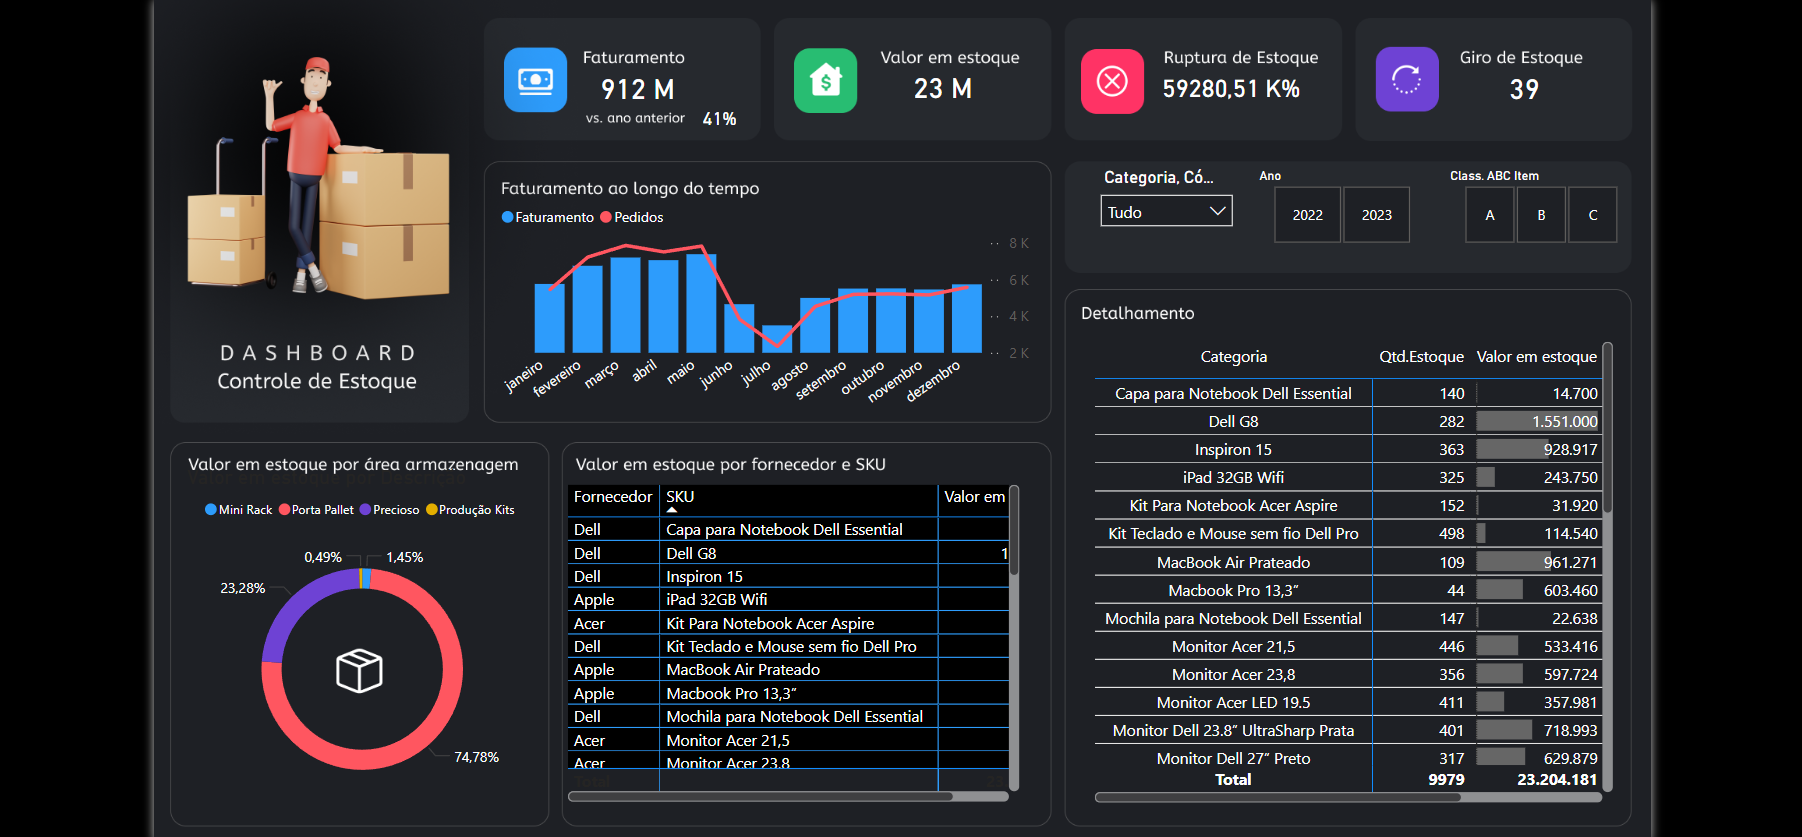 Faturamento
912 M
vs. ano anterior 41%
Valor em estoque
23 M
Ruptura de Estoque
59280,51 K%
Giro de Estoque
39
DASHBOARD
Controle de Estoque
Faturamento ao longo do tempo
Faturamento Pedidos
8 K
6 K
4 K
2 K
janeiro
fevereiro
março
abril
maio
junho
julho
agosto
setembro
outubro
novembro
dezembro
Categoria, Có...
Tudo
Ano
2022 2023
Class. ABC Item
A B C
Detalhamento
Categoria Qtd.Estoque Valor em estoque
Capa para Notebook Dell Essential 140 14.700
Dell G8 282 1.551.000
Inspiron 15 363 928.917
iPad 32GB Wifi 325 243.750
Kit Para Notebook Acer Aspire 152 31.920
Kit Teclado e Mouse sem fio Dell Pro 498 114.540
MacBook Air Prateado 109 961.271
Macbook Pro 13,3″ 44 603.460
Mochila para Notebook Dell Essential 147 22.638
Monitor Acer 21,5 446 533.416
Monitor Acer 23,8 356 597.724
Monitor Acer LED 19.5 411 357.981
Monitor Dell 23.8″ UltraSharp Prata 401 718.993
Monitor Dell 27″ Preto 317 629.879
Total 9979 23.204.181
Valor em estoque por área armazenagem
Mini Rack Porta Pallet Precioso Produção Kits
0,49% 1,45%
23,28%
74,78%
Valor em estoque por fornecedor e SKU
Fornecedor SKU Valor em
Dell Capa para Notebook Dell Essential
Dell Dell G8 1
Dell Inspiron 15
Apple iPad 32GB Wifi
Acer Kit Para Notebook Acer Aspire
Dell Kit Teclado e Mouse sem fio Dell Pro
Apple MacBook Air Prateado
Apple Macbook Pro 13,3″
Dell Mochila para Notebook Dell Essential
Acer Monitor Acer 21,5
Acer Monitor Acer 23.8
Total